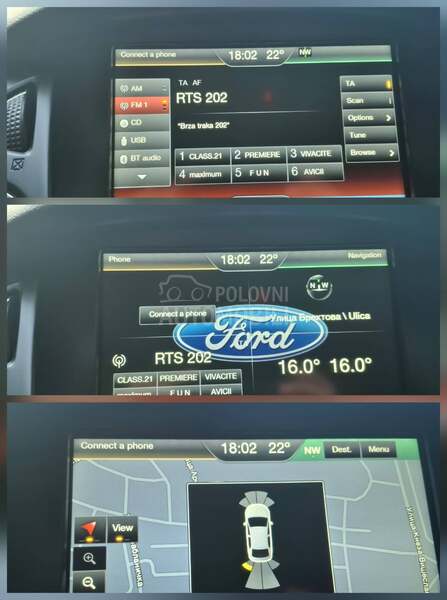 Connect a phone 18:02 22° NW
AM
FM 1
CD
USB
BT audio
TA AF
RTS 202
"Brza traka 202"
1 CLASS.21 2 PREMIERE 3 VIVACITE
4 maximum 5 F U N 6 AVICII
TA
Scan
Options
Tune
Browse
Phone 18:02 22° Navigation
N W
POLOVNI
Connect a phone
Улица Брехтова \ Ulica
Ford
RTS 202
16.0° 16.0°
CLASS.21 PREMIERE VIVACITE
maximum F U N AVICII
Connect a phone 18:02 22° NW Dest. Menu
View